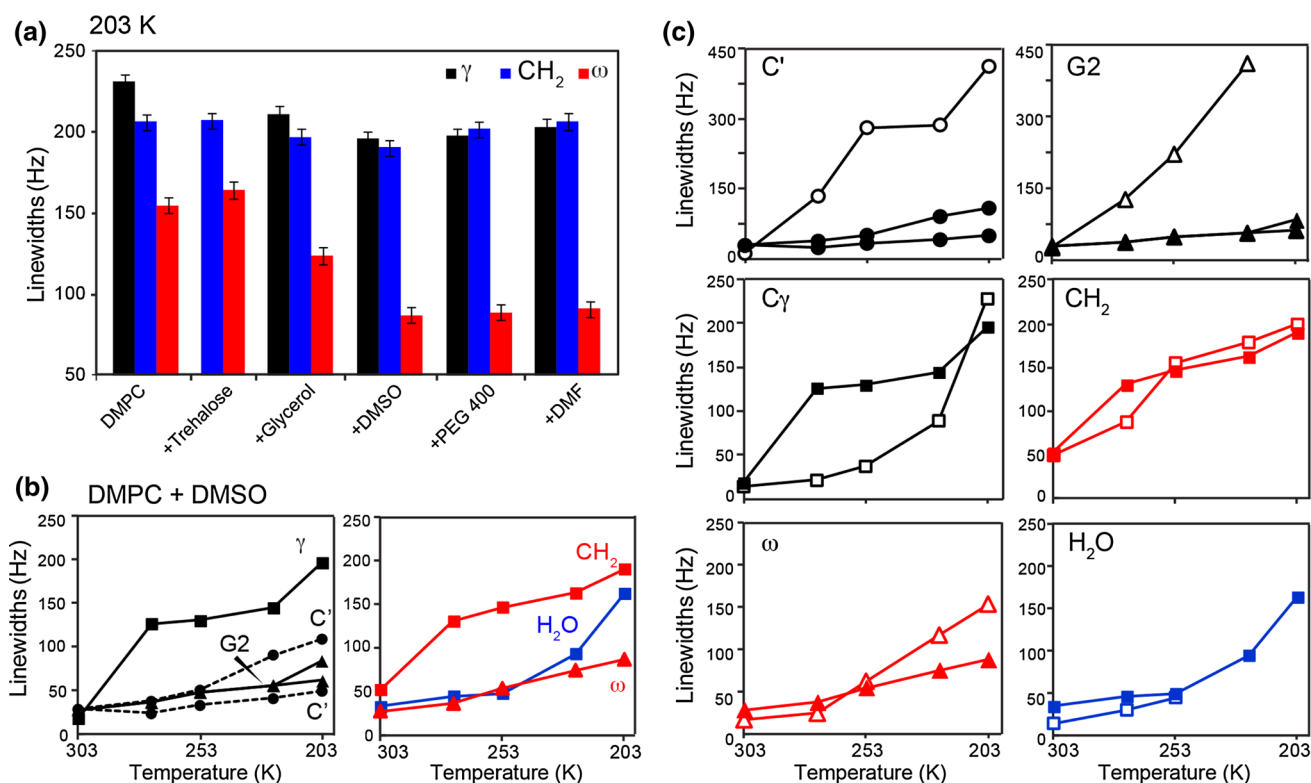 (a)
203 K
250
200
150
100
50
Linewidths (Hz)
γ
CH2
ω
DMPC
+Trehalose
+Glycerol
+DMSO
+PEG 400
+DMF
(b)
DMPC + DMSO
250
200
150
100
50
0
Linewidths (Hz)
γ
C'
G2
C'
303
253
203
Temperature (K)
250
200
150
100
50
0
CH2
H2O
ω
303
253
203
Temperature (K)
(c)
450
300
150
0
Linewidths (Hz)
C'
450
300
150
0
G2
250
200
150
100
50
0
Linewidths (Hz)
Cγ
250
200
150
100
50
0
CH2
250
200
150
100
50
0
Linewidths (Hz)
ω
303
253
203
Temperature (K)
250
200
150
100
50
0
H2O
303
253
203
Temperature (K)